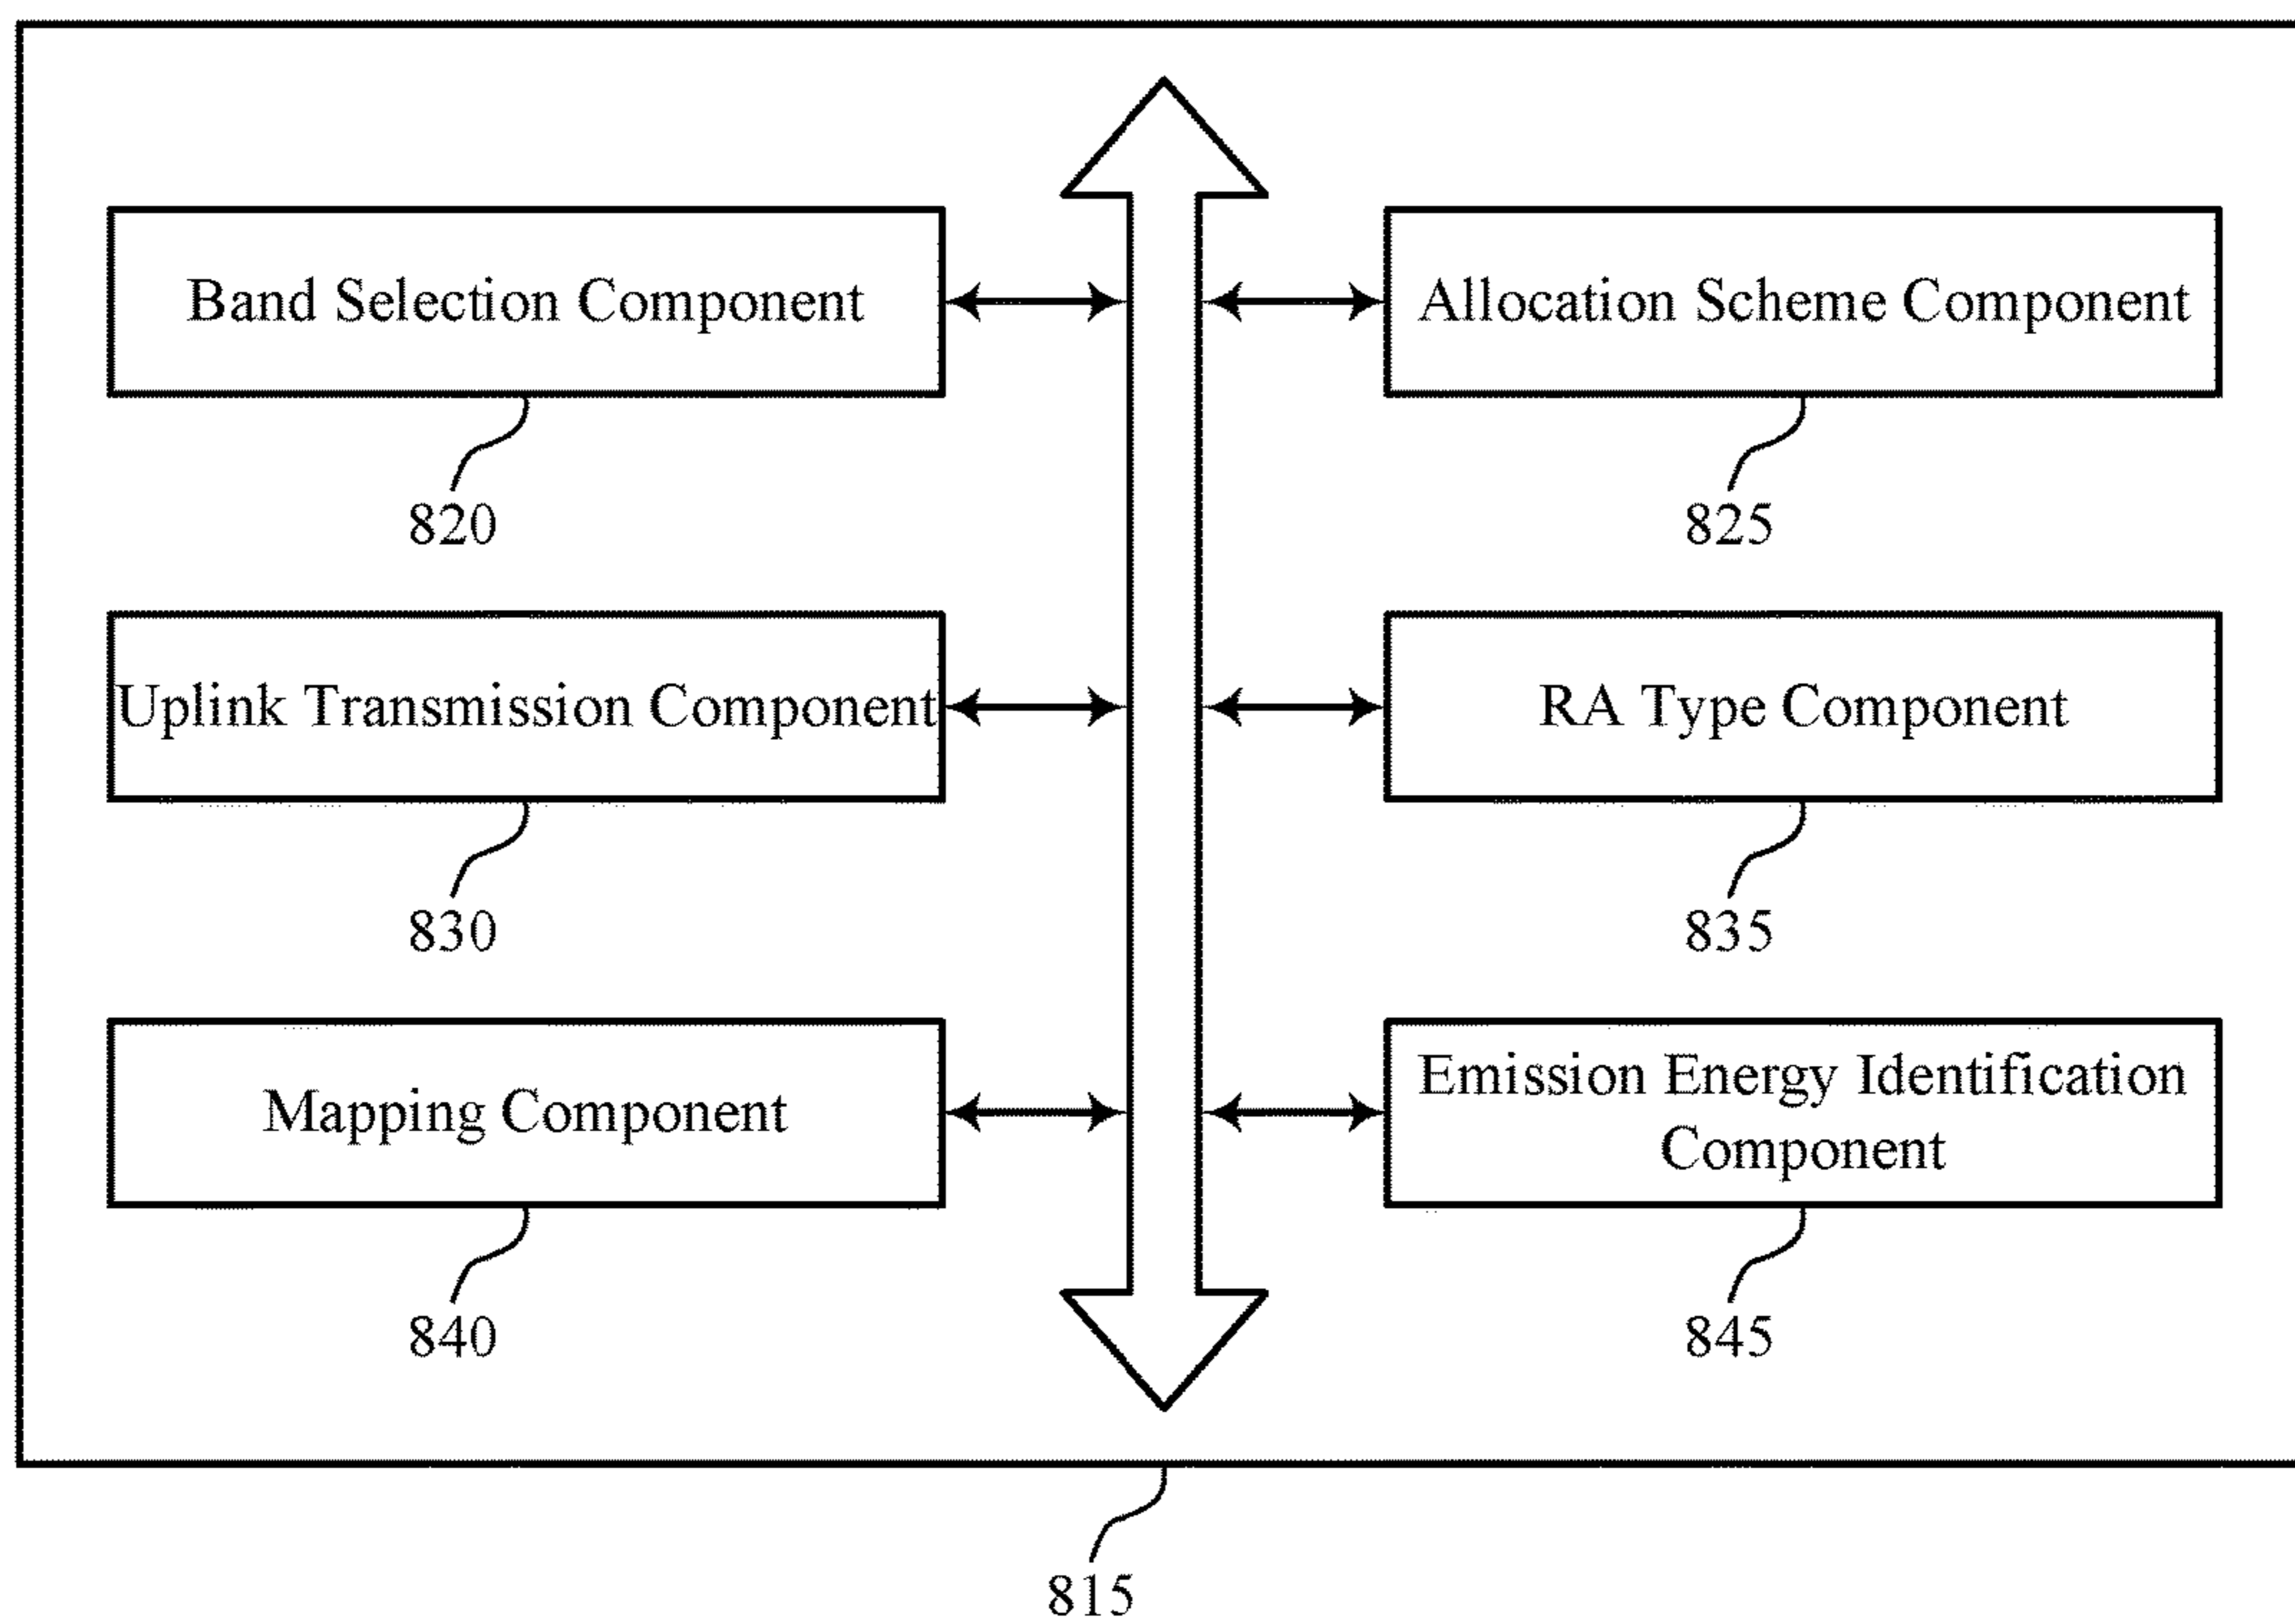 Band Selection Component
Allocation Scheme Component
820
825
Uplink Transmission Component
RA Type Component
830
835
Mapping Component
Emission Energy Identification
Component
840
845
815